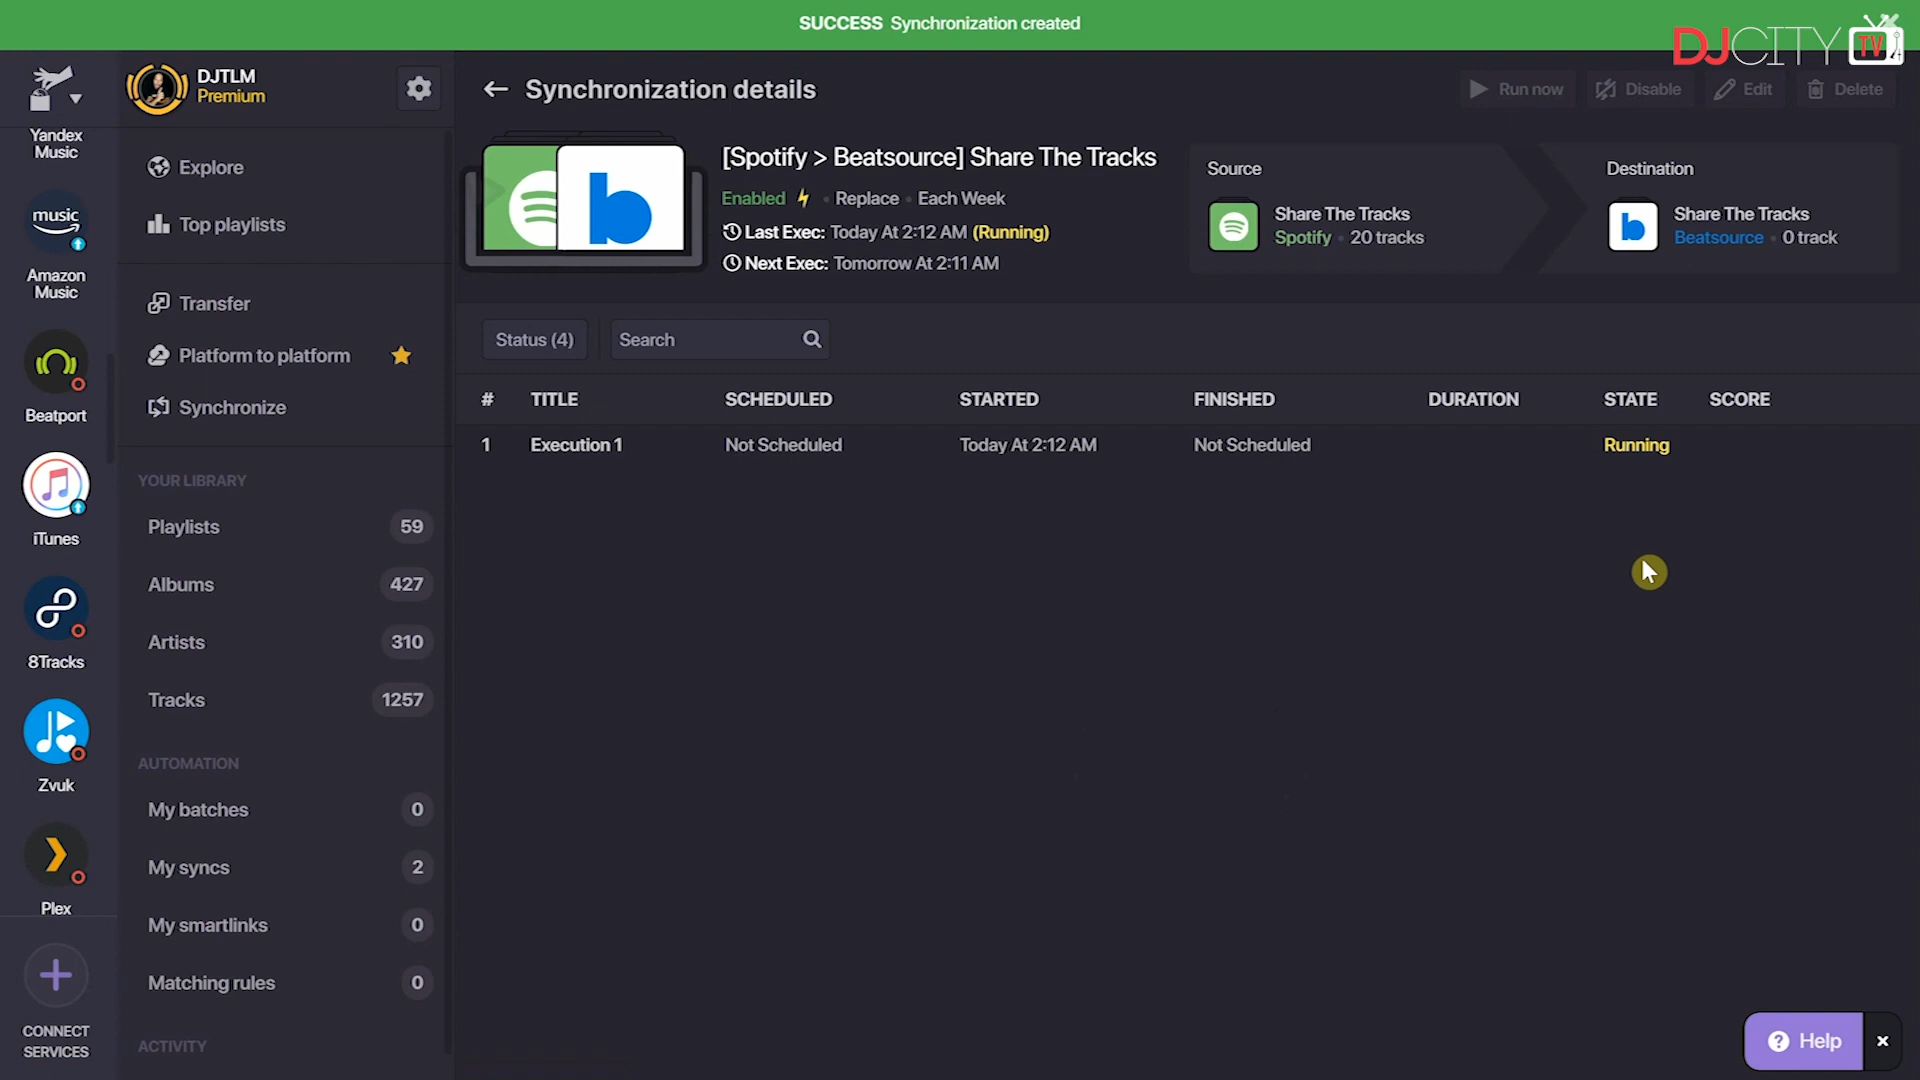 SUCCESS Synchronization created
DJCITY TV
DJTLM
Premium
Synchronization details
Run now
Disable
Edit
Delete
Yandex
Music
music
Amazon
Music
Beatport
iTunes
8Tracks
Zvuk
Plex
CONNECT
SERVICES
Explore
Top playlists
Transfer
Platform to platform
Synchronize
YOUR LIBRARY
Playlists 59
Albums 427
Artists 310
Tracks 1257
AUTOMATION
My batches 0
My syncs 2
My smartlinks 0
Matching rules 0
ACTIVITY
b
[Spotify > Beatsource] Share The Tracks
Enabled • Replace • Each Week
Last Exec: Today At 2:12 AM (Running)
Next Exec: Tomorrow At 2:11 AM
Source
Share The Tracks
Spotify • 20 tracks
Destination
b
Share The Tracks
Beatsource • 0 track
Status (4)
Search
# TITLE SCHEDULED STARTED FINISHED DURATION STATE SCORE
1 Execution 1 Not Scheduled Today At 2:12 AM Not Scheduled Running
? Help ×